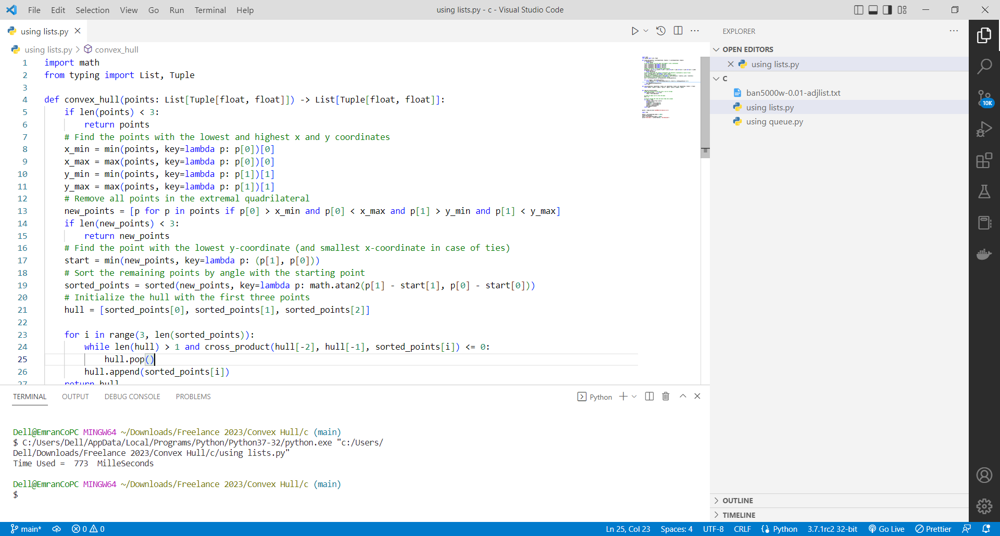 File Edit Selection View Go Run Terminal Help
using lists.py - c - Visual Studio Code
using lists.py
using lists.py > convex_hull
1 import math
2 from typing import List, Tuple
3
4 def convex_hull(points: List[Tuple[float, float]]) -> List[Tuple[float, float]]:
5 if len(points) < 3:
6 return points
7 # Find the points with the lowest and highest x and y coordinates
8 x_min = min(points, key=lambda p: p[0])[0]
9 x_max = max(points, key=lambda p: p[0])[0]
10 y_min = min(points, key=lambda p: p[1])[1]
11 y_max = max(points, key=lambda p: p[1])[1]
12 # Remove all points in the extremal quadrilateral
13 new_points = [p for p in points if p[0] > x_min and p[0] < x_max and p[1] > y_min and p[1] < y_max]
14 if len(new_points) < 3:
15 return new_points
16 # Find the point with the lowest y-coordinate (and smallest x-coordinate in case of ties)
17 start = min(new_points, key=lambda p: (p[1], p[0]))
18 # Sort the remaining points by angle with the starting point
19 sorted_points = sorted(new_points, key=lambda p: math.atan2(p[1] - start[1], p[0] - start[0]))
20 # Initialize the hull with the first three points
21 hull = [sorted_points[0], sorted_points[1], sorted_points[2]]
22
23 for i in range(3, len(sorted_points)):
24 while len(hull) > 1 and cross_product(hull[-2], hull[-1], sorted_points[i]) <= 0:
25 hull.pop()
26 hull.append(sorted_points[i])
27 return hull
TERMINAL OUTPUT DEBUG CONSOLE PROBLEMS
Python
Dell@EmranCoPC MINGW64 ~/Downloads/Freelance 2023/Convex Hull/c (main)
$ C:/Users/Dell/AppData/Local/Programs/Python/Python37-32/python.exe "c:/Users/
Dell/Downloads/Freelance 2023/Convex Hull/c/using lists.py"
Time Used = 773 MilleSeconds
Dell@EmranCoPC MINGW64 ~/Downloads/Freelance 2023/Convex Hull/c (main)
$
EXPLORER
OPEN EDITORS
using lists.py
C
ban5000w-0.01-adjlist.txt
using lists.py
using queue.py
OUTLINE
TIMELINE
10K
main* 0 0
Ln 25, Col 23 Spaces: 4 UTF-8 CRLF Python 3.7.1rc2 32-bit Go Live Prettier